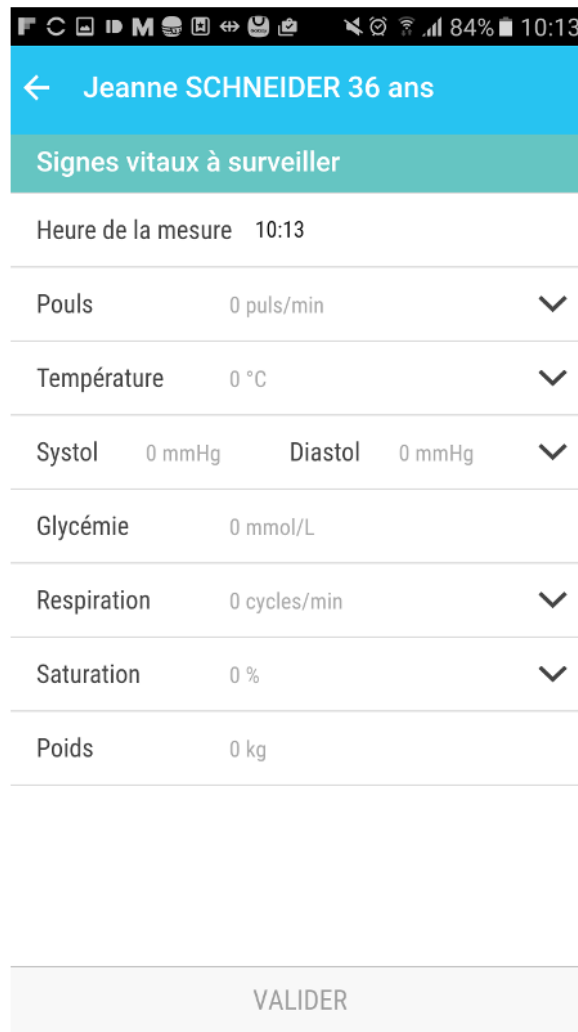 84% 10:13
Jeanne SCHNEIDER 36 ans
Signes vitaux à surveiller
Heure de la mesure 10:13
Pouls 0 puls/min
Température 0 °C
Systol 0 mmHg Diastol 0 mmHg
Glycémie 0 mmol/L
Respiration 0 cycles/min
Saturation 0 %
Poids 0 kg
VALIDER